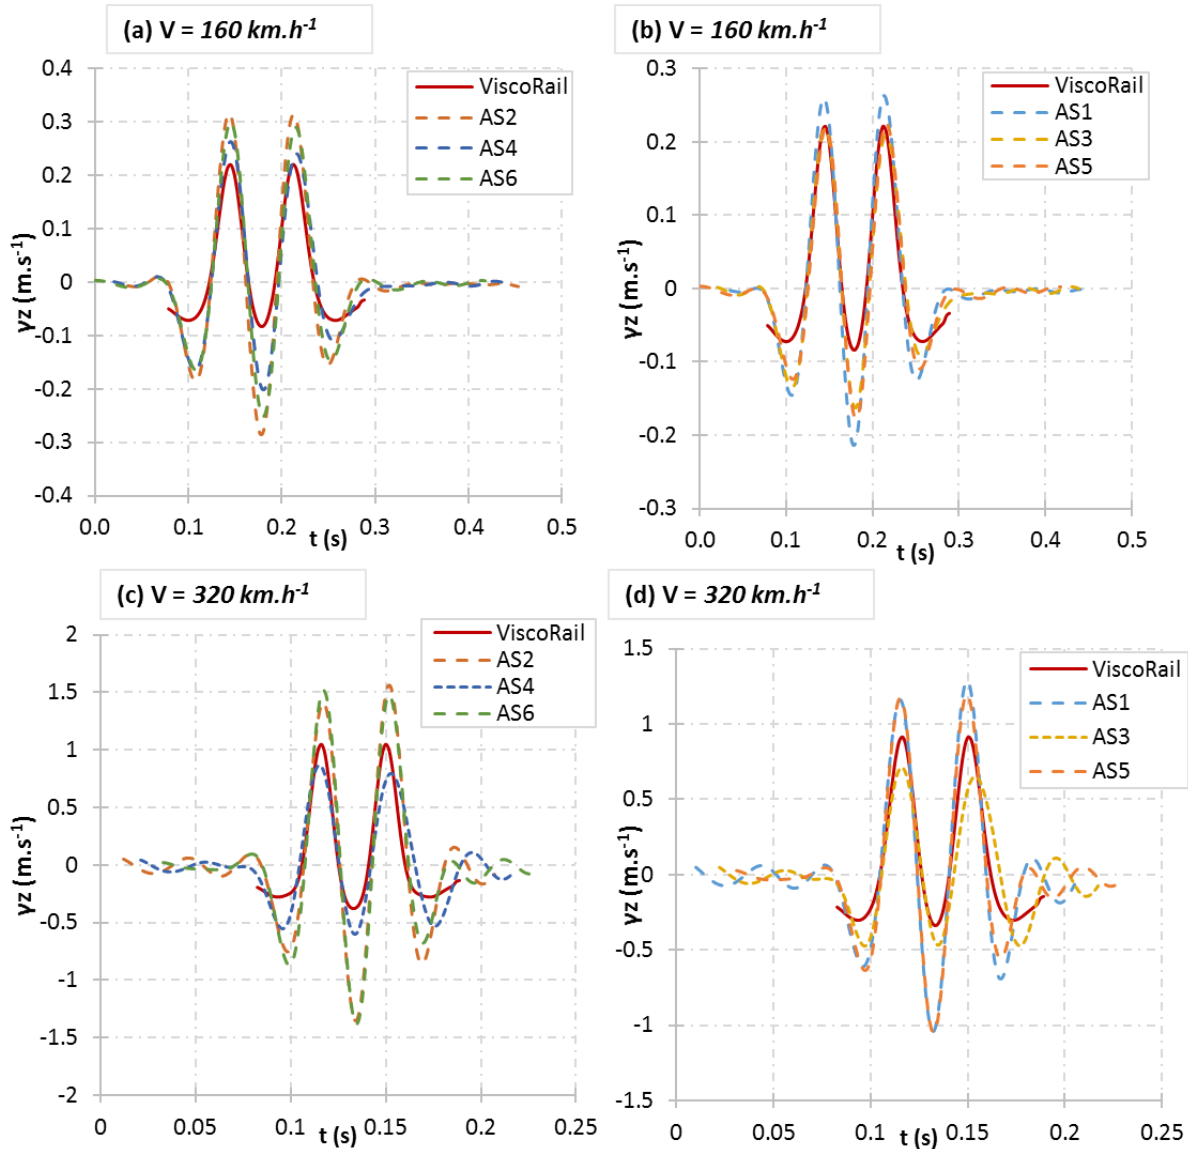 (a) V = 160 km.h-1
0.4
0.3
0.2
0.1
0
-0.1
-0.2
-0.3
-0.4
γz (m.s-1)
0.0 0.1 0.2 0.3 0.4 0.5
t (s)
ViscoRail
AS2
AS4
AS6
(b) V = 160 km.h-1
0.3
0.2
0.1
0
-0.1
-0.2
-0.3
γz (m.s-1)
0.0 0.1 0.2 0.3 0.4 0.5
t (s)
ViscoRail
AS1
AS3
AS5
(c) V = 320 km.h-1
2
1.5
1
0.5
0
-0.5
-1
-1.5
-2
γz (m.s-1)
0 0.05 0.1 0.15 0.2 0.25
t (s)
ViscoRail
AS2
AS4
AS6
(d) V = 320 km.h-1
1.5
1
0.5
0
-0.5
-1
-1.5
γz (m.s-1)
0 0.05 0.1 0.15 0.2 0.25
t (s)
ViscoRail
AS1
AS3
AS5